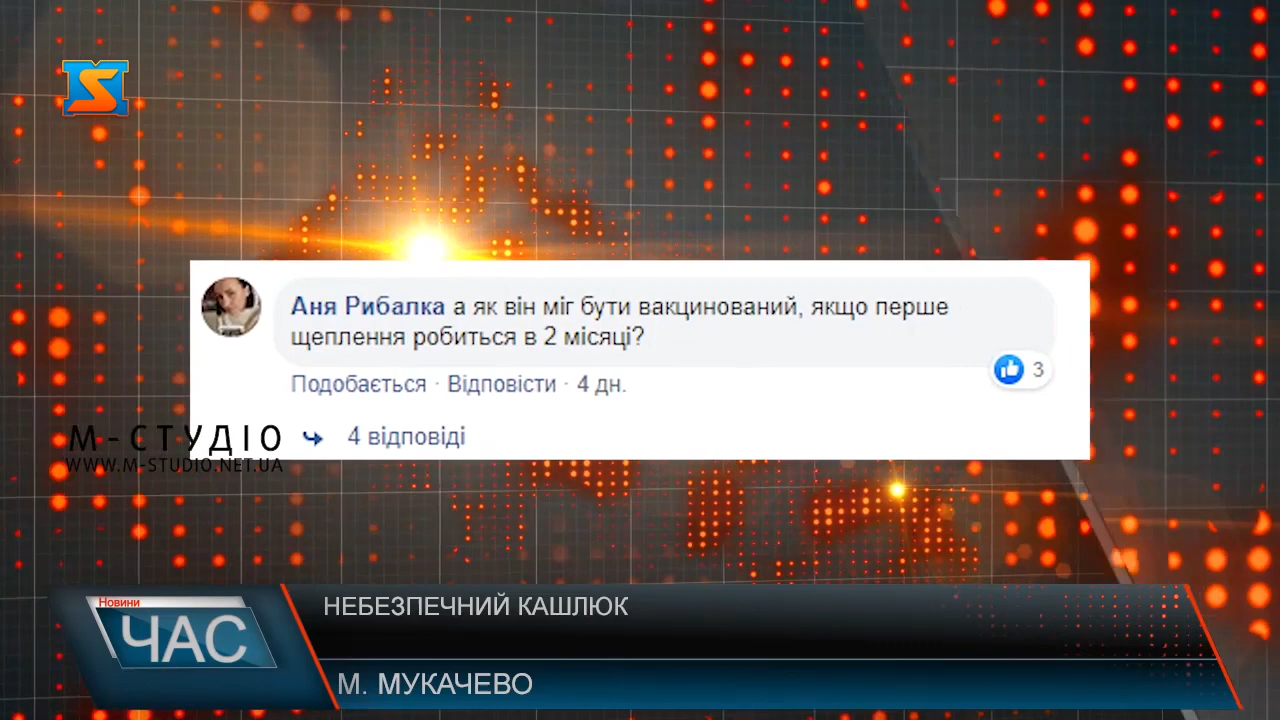 Аня Рибалка а як він міг бути вакцинований, якщо перше
щеплення робиться в 2 місяці?
3
Подобається · Відповісти · 4 дн.
4 відповіді
М-СТУДІО
WWW.M-STUDIO.NET.UA
Новини
ЧАС
НЕБЕЗПЕЧНИЙ КАШЛЮК
М. МУКАЧЕВО